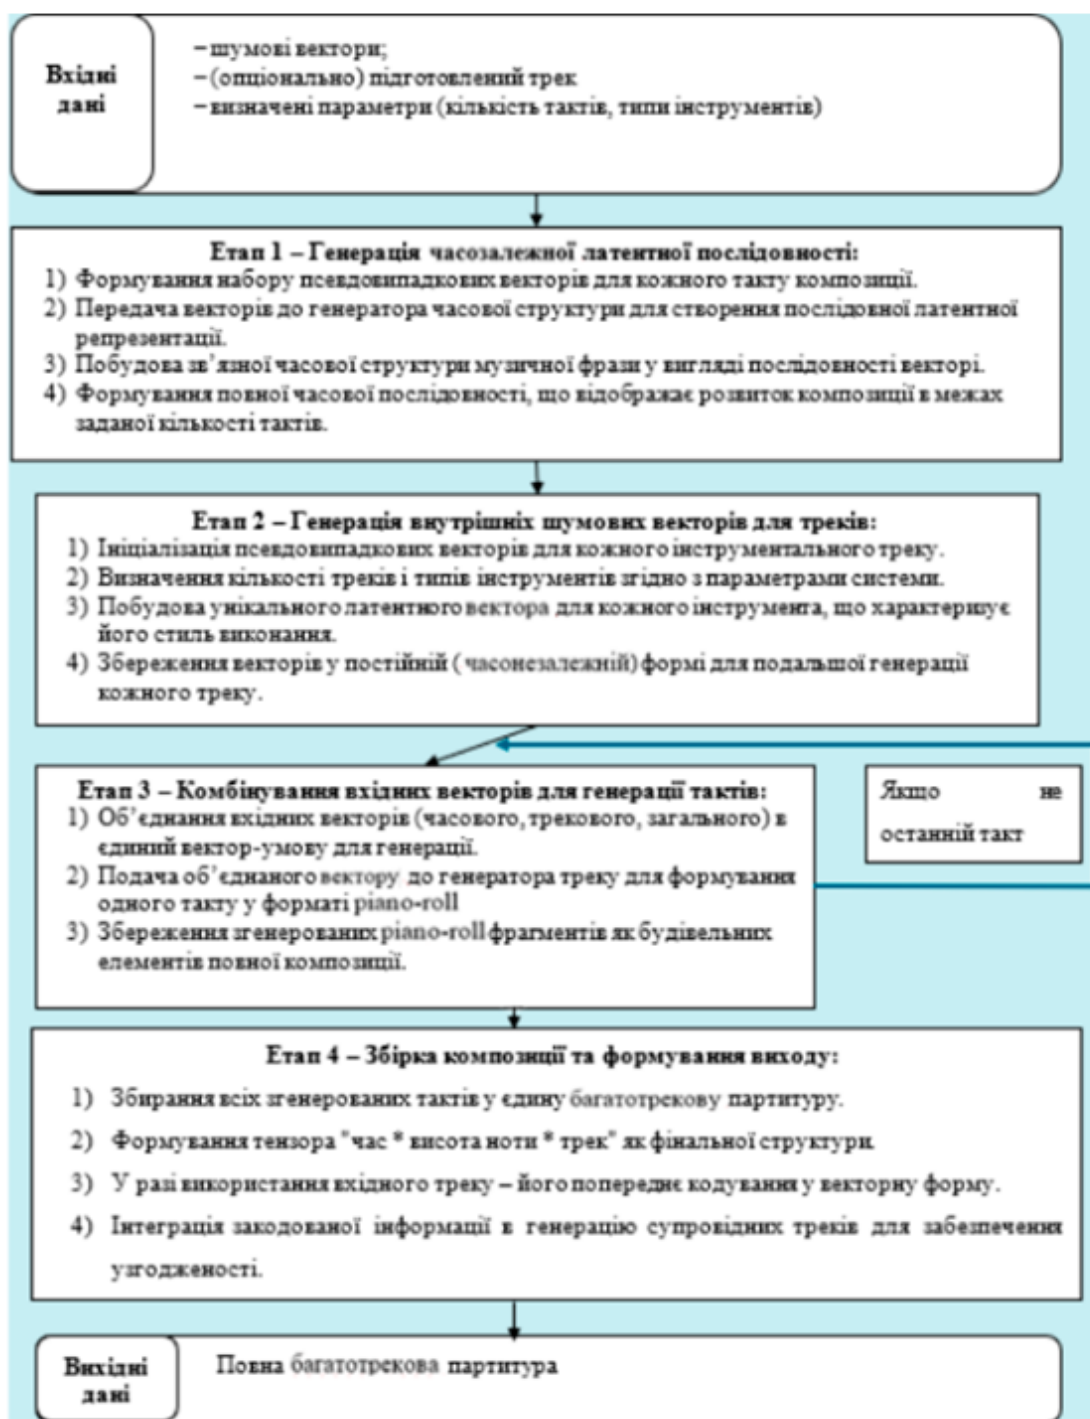 Вхідні
дані
– шумові вектори;
– (опціонально) підготовлений трек
– визначені параметри (кількість тактів, типи інструментів)
Етап 1 – Генерація часозалежної латентної послідовності:
1) Формування набору псевдовипадкових векторів для кожного такту композиції.
2) Передача векторів до генератора часової структури для створення послідовної латентної
репрезентації.
3) Побудова зв’язної часової структури музичної фрази у вигляді послідовності векторі.
4) Формування повної часової послідовності, що відображає розвиток композиції в межах
заданої кількості тактів.
Етап 2 – Генерація внутрішніх шумових векторів для треків:
1) Ініціалізація псевдовипадкових векторів для кожного інструментального треку.
2) Визначення кількості треків і типів інструментів згідно з параметрами системи.
3) Побудова унікального латентного вектора для кожного інструмента, що характеризує
його стиль виконання.
4) Збереження векторів у постійній ( часонезалежній) формі для подальшої генерації
кожного треку.
Етап 3 – Комбінування вхідних векторів для генерації тактів:
1) Об’єднання вхідних векторів (часового, трекового, загального) в
єдиний вектор-умову для генерації.
2) Подача об’єднаного вектору до генератора треку для формування
одного такту у форматі piano-roll
3) Збереження згенерованих piano-roll фрагментів як будівельних
елементів повної композиції.
Якщо не
останній такт
Етап 4 – Збірка композиції та формування виходу:
1) Збирання всіх згенерованих тактів у єдину багатотрекову партитуру.
2) Формування тензора "час * висота ноти * трек" як фінальної структури.
3) У разі використання вхідного треку – його попереднє кодування у векторну форму.
4) Інтеграція закодованої інформації в генерацію супровідних треків для забезпечення
узгодженості.
Вихідні
дані
Повна багатотрекова партитура